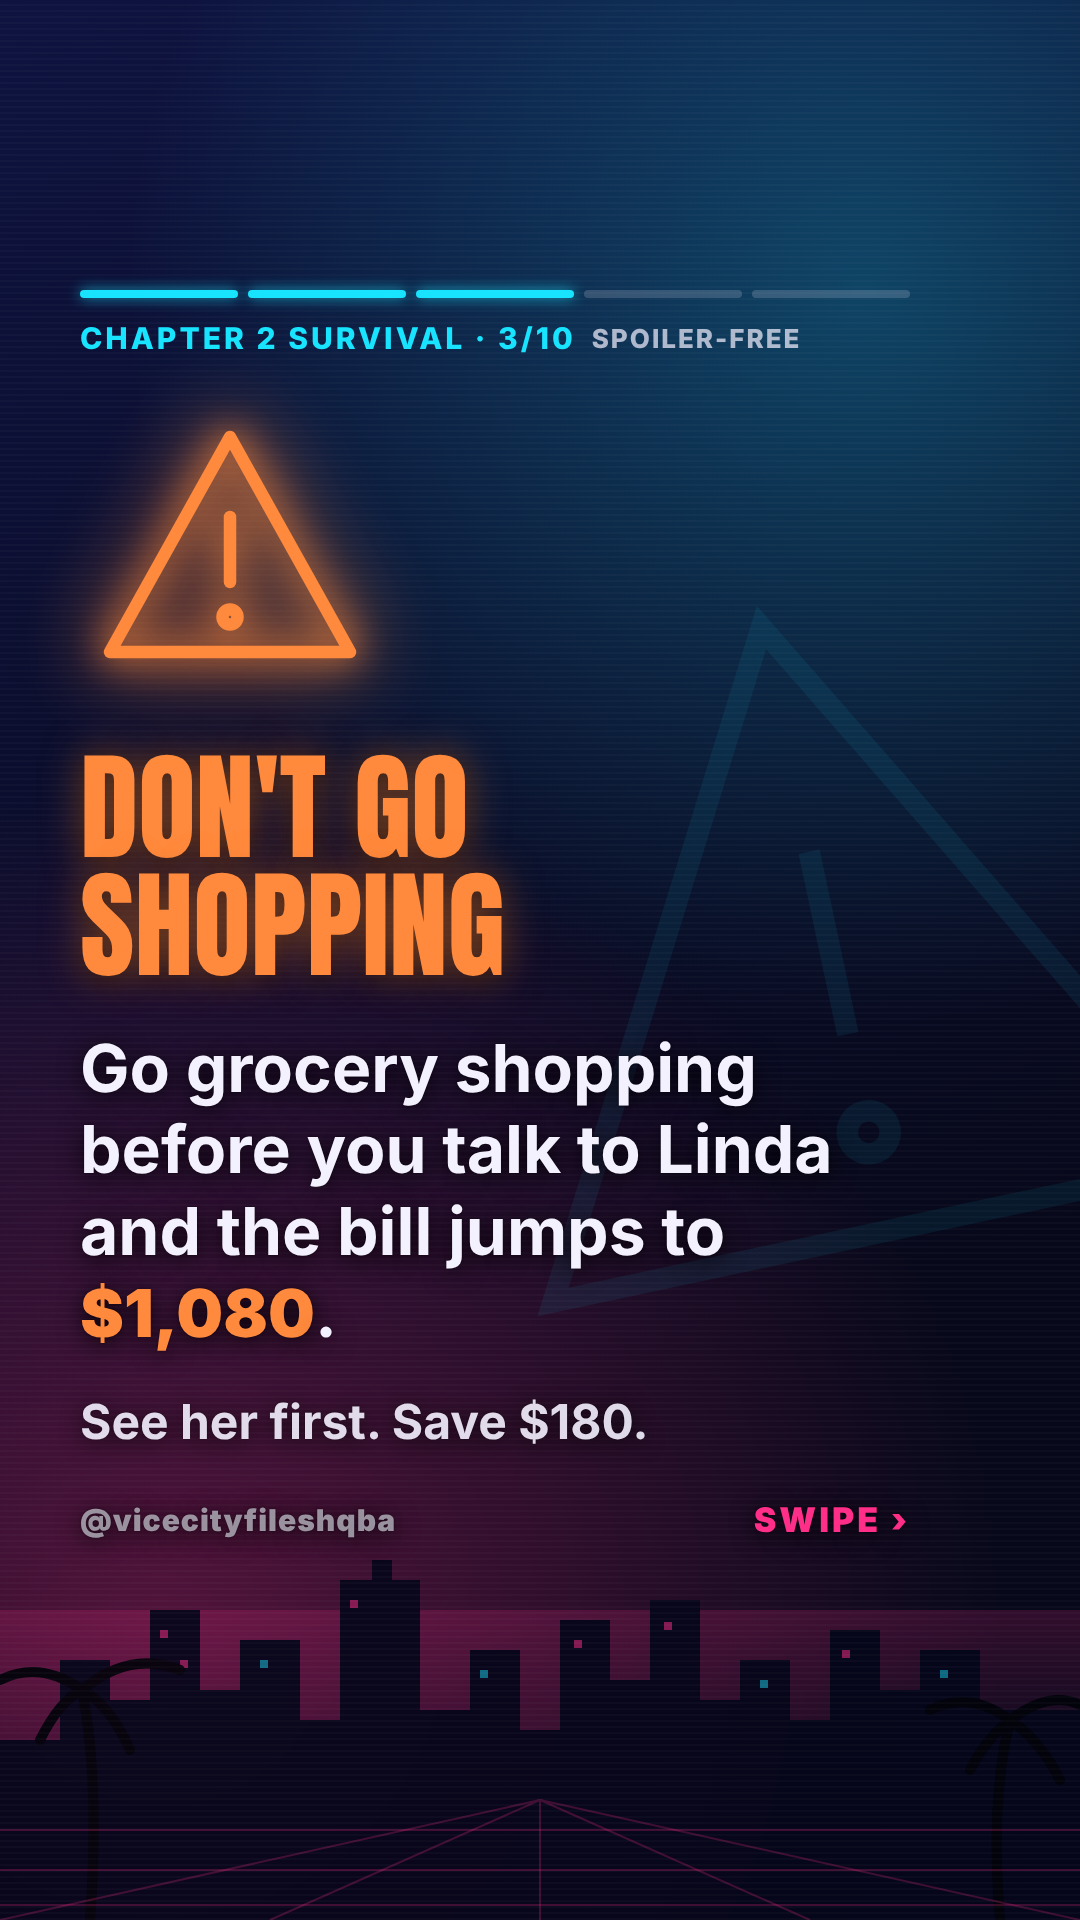 CHAPTER 2 SURVIVAL · 3/10 SPOILER-FREE
DON'T GO
SHOPPING
Go grocery shopping
before you talk to Linda
and the bill jumps to
$1,080.
See her first. Save $180.
@vicecityfileshqba
SWIPE ›